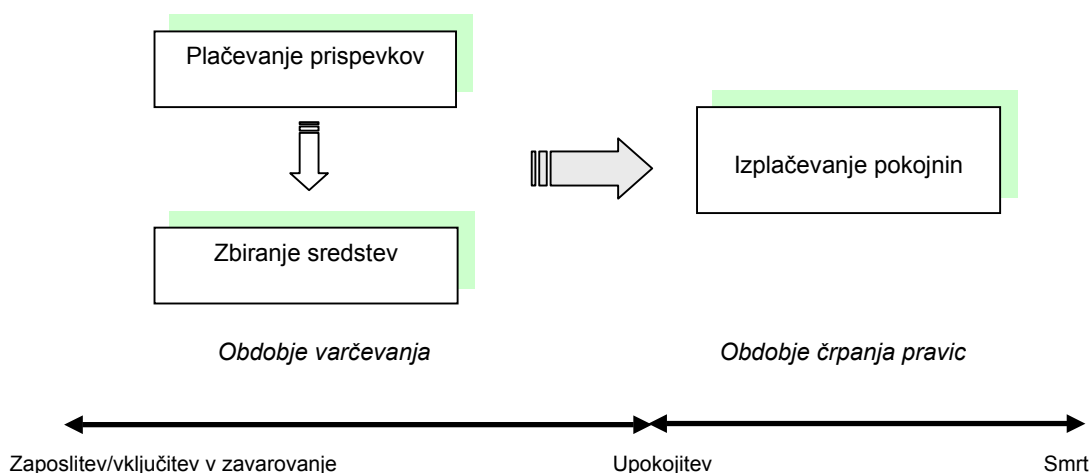 Plačevanje prispevkov
Zbiranje sredstev
Izplačevanje pokojnin
Obdobje varčevanja
Obdobje črpanja pravic
Zaposlitev/vključitev v zavarovanje
Upokojitev
Smrt